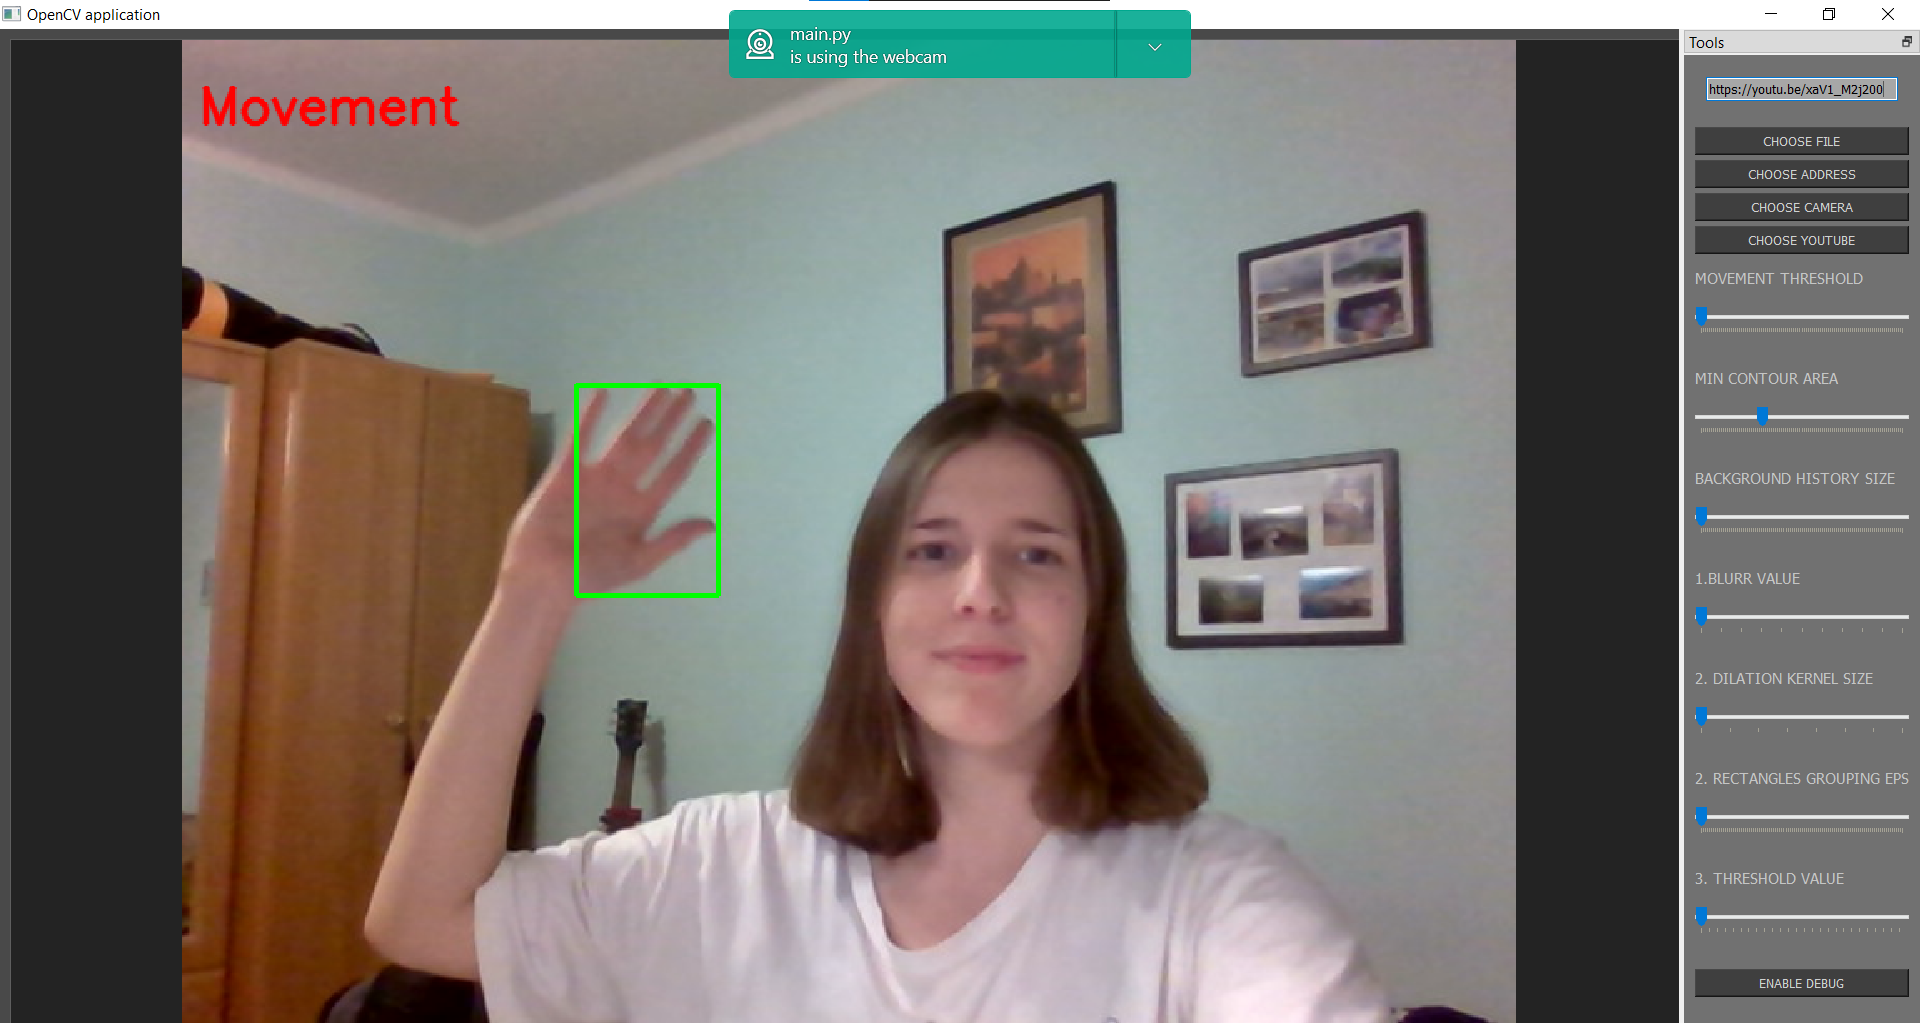 OpenCV application
main.py
is using the webcam
Movement
Tools
https://youtu.be/xaV1_M2j200
CHOOSE FILE
CHOOSE ADDRESS
CHOOSE CAMERA
CHOOSE YOUTUBE
MOVEMENT THRESHOLD
MIN CONTOUR AREA
BACKGROUND HISTORY SIZE
1.BLURR VALUE
2. DILATION KERNEL SIZE
2. RECTANGLES GROUPING EPS
3. THRESHOLD VALUE
ENABLE DEBUG